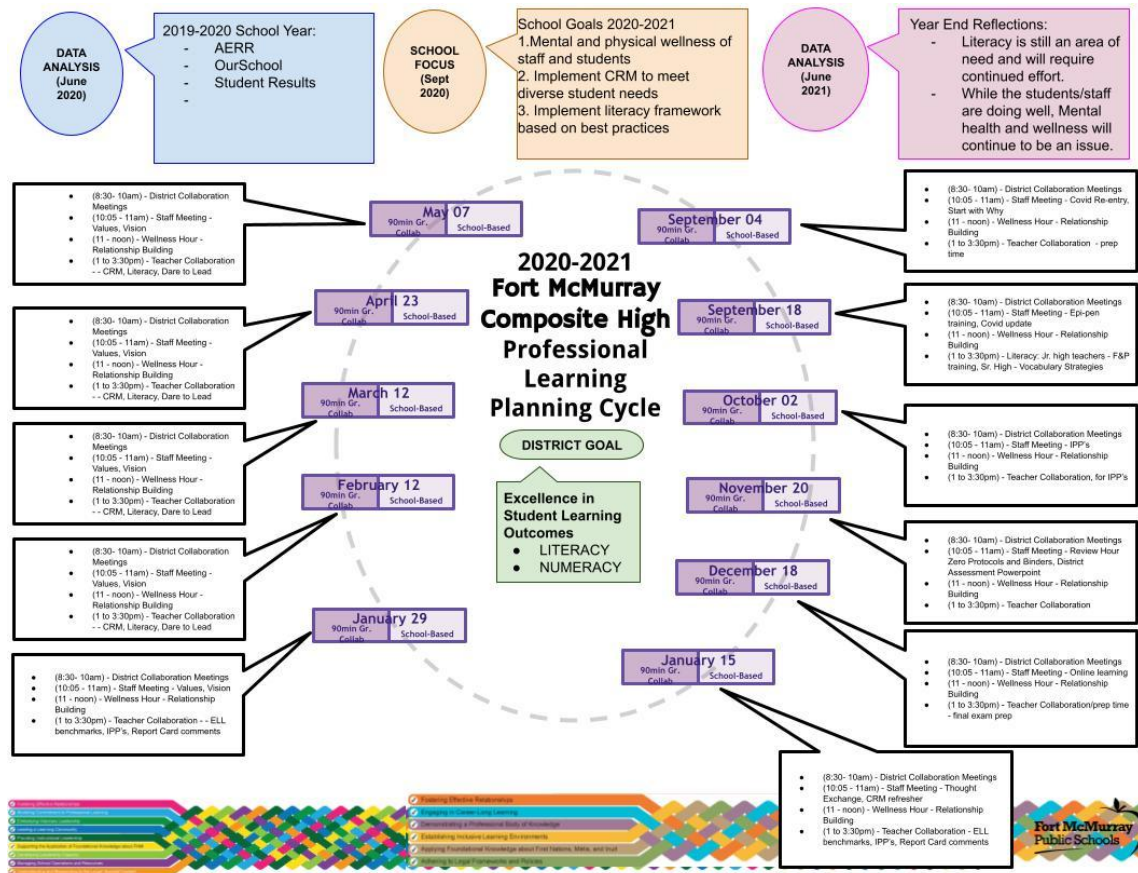 DATA
ANALYSIS
(June
2020)
2019-2020 School Year:
- AERR
- OurSchool
- Student Results
-
SCHOOL
FOCUS
(Sept
2020)
School Goals 2020-2021
1.Mental and physical wellness of
staff and students
2. Implement CRM to meet
diverse student needs
3. Implement literacy framework
based on best practices
DATA
ANALYSIS
(June
2021)
Year End Reflections:
- Literacy is still an area of
need and will require
continued effort.
- While the students/staff
are doing well, Mental
health and wellness will
continue to be an issue.
2020-2021
Fort McMurray
Composite High
Professional
Learning
Planning Cycle
DISTRICT GOAL
Excellence in
Student Learning
Outcomes
● LITERACY
● NUMERACY
September 04
90min Gr.
Collab
School-Based
● (8:30- 10am) - District Collaboration Meetings
● (10:05 - 11am) - Staff Meeting - Covid Re-entry,
Start with Why
● (11 - noon) - Wellness Hour - Relationship
Building
● (1 to 3:30pm) - Teacher Collaboration - prep
time
September 18
90min Gr.
Collab
School-Based
● (8:30- 10am) - District Collaboration Meetings
● (10:05 - 11am) - Staff Meeting - Epi-pen
training, Covid update
● (11 - noon) - Wellness Hour - Relationship
Building
● (1 to 3:30pm) - Literacy: Jr. high teachers - F&P
training, Sr. High - Vocabulary Strategies
October 02
90min Gr.
Collab
School-Based
● (8:30- 10am) - District Collaboration Meetings
● (10:05 - 11am) - Staff Meeting - IPP's
● (11 - noon) - Wellness Hour - Relationship
Building
● (1 to 3:30pm) - Teacher Collaboration, for IPP's
November 20
90min Gr.
Collab
School-Based
● (8:30- 10am) - District Collaboration Meetings
● (10:05 - 11am) - Staff Meeting - Review Hour
Zero Protocols and Binders, District
Assessment Powerpoint
● (11 - noon) - Wellness Hour - Relationship
Building
● (1 to 3:30pm) - Teacher Collaboration
December 18
90min Gr.
Collab
School-Based
● (8:30- 10am) - District Collaboration Meetings
● (10:05 - 11am) - Staff Meeting - Online learning
● (11 - noon) - Wellness Hour - Relationship
Building
● (1 to 3:30pm) - Teacher Collaboration/prep time
- final exam prep
January 15
90min Gr.
Collab
School-Based
● (8:30- 10am) - District Collaboration Meetings
● (10:05 - 11am) - Staff Meeting - Thought
Exchange, CRM refresher
● (11 - noon) - Wellness Hour - Relationship
Building
● (1 to 3:30pm) - Teacher Collaboration - ELL
benchmarks, IPP's, Report Card comments
January 29
90min Gr.
Collab
School-Based
● (8:30- 10am) - District Collaboration Meetings
● (10:05 - 11am) - Staff Meeting - Values, Vision
● (11 - noon) - Wellness Hour - Relationship
Building
● (1 to 3:30pm) - Teacher Collaboration - - ELL
benchmarks, IPP's, Report Card comments
February 12
90min Gr.
Collab
School-Based
● (8:30- 10am) - District Collaboration
Meetings
● (10:05 - 11am) - Staff Meeting -
Values, Vision
● (11 - noon) - Wellness Hour -
Relationship Building
● (1 to 3:30pm) - Teacher Collaboration
- - CRM, Literacy, Dare to Lead
March 12
90min Gr.
Collab
School-Based
● (8:30- 10am) - District Collaboration
Meetings
● (10:05 - 11am) - Staff Meeting -
Values, Vision
● (11 - noon) - Wellness Hour -
Relationship Building
● (1 to 3:30pm) - Teacher Collaboration
- - CRM, Literacy, Dare to Lead
April 23
90min Gr.
Collab
School-Based
● (8:30- 10am) - District Collaboration
Meetings
● (10:05 - 11am) - Staff Meeting -
Values, Vision
● (11 - noon) - Wellness Hour -
Relationship Building
● (1 to 3:30pm) - Teacher Collaboration
- - CRM, Literacy, Dare to Lead
May 07
90min Gr.
Collab
School-Based
● (8:30- 10am) - District Collaboration
Meetings
● (10:05 - 11am) - Staff Meeting -
Values, Vision
● (11 - noon) - Wellness Hour -
Relationship Building
● (1 to 3:30pm) - Teacher Collaboration
- - CRM, Literacy, Dare to Lead
Fostering Effective Relationships
Leading a Learning Community
Providing Instructional Leadership
Supporting the Application of Foundational Knowledge about FNMI
Managing School Operations and Resources
Fostering Effective Relationships
Engaging in Career-Long Learning
Demonstrating a Professional Study of Knowledge
Establishing Inclusive Learning Environments
Applying Foundational Knowledge about First Nations, Metis, and Inuit
Adhering to Legal Frameworks and Policies
Fort McMurray
Public Schools